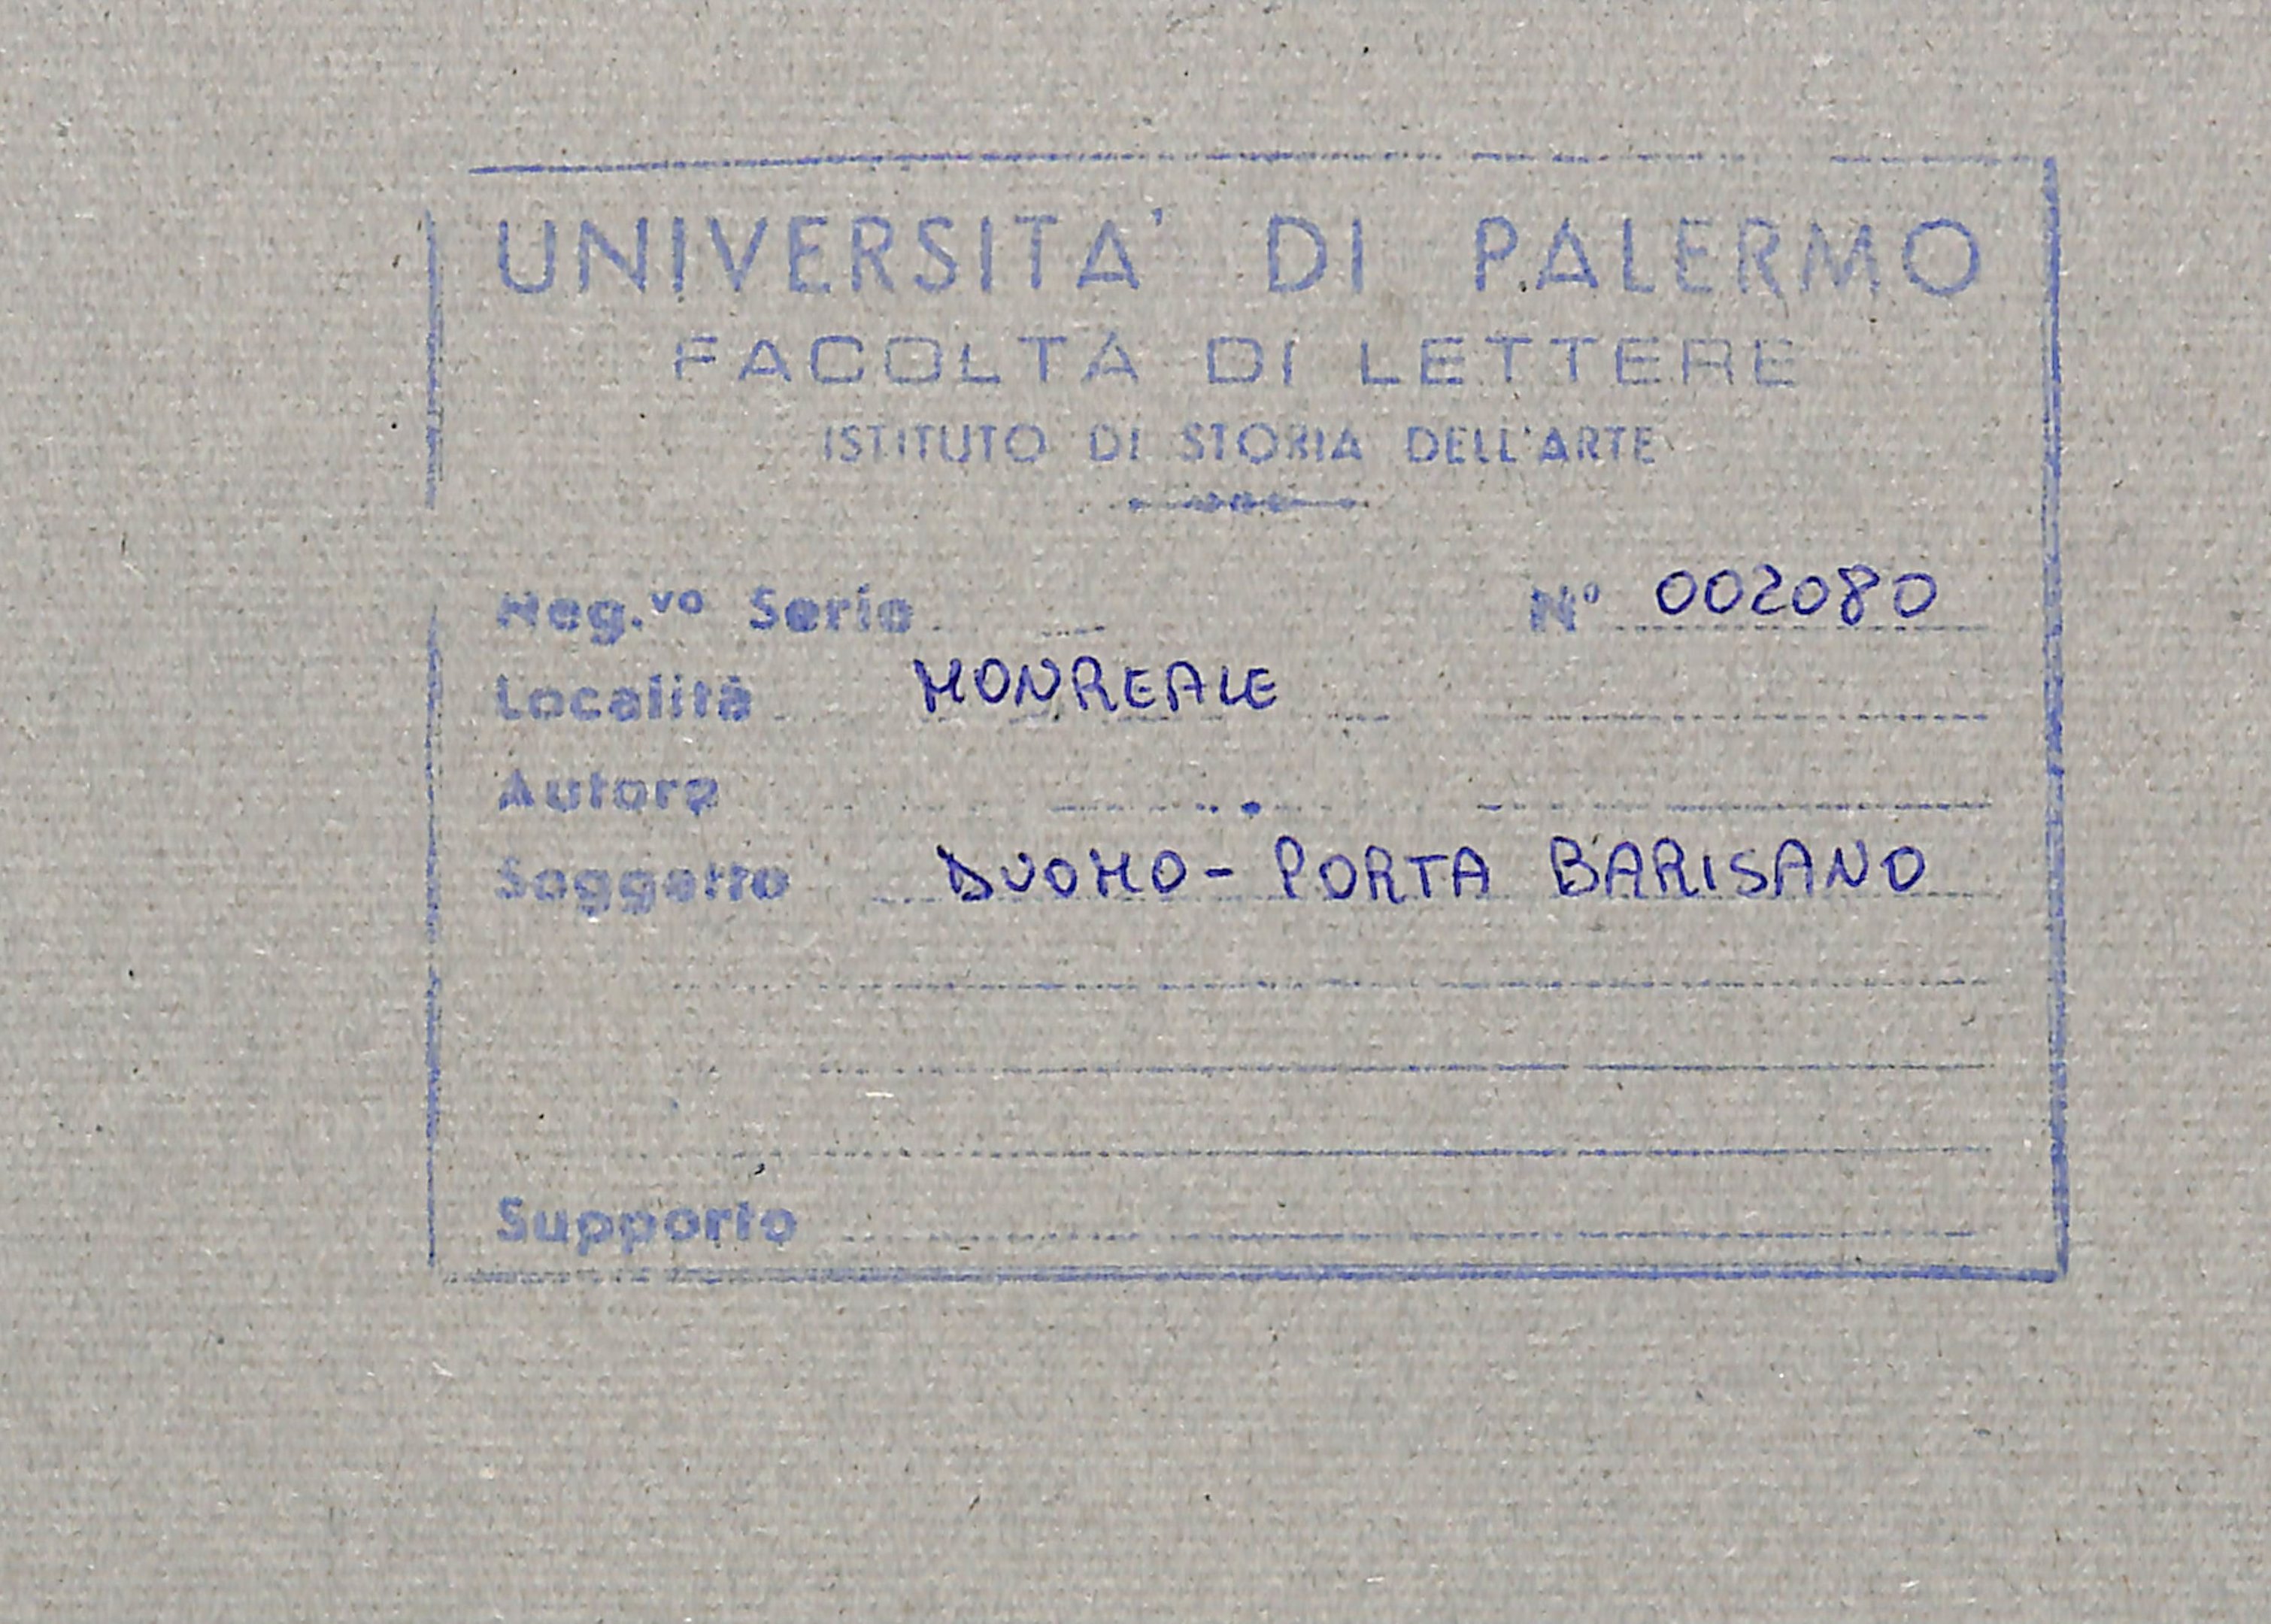 UNIVERSITA' DI PALERMO
FACOLTÀ DI LETTERE
ISTITUTO DI STORIA DELL'ARTE
Neg.vo Serie N° 002080
Località MONREALE
Autore
Soggetto DUOMO - PORTA BARISANO
Supporto